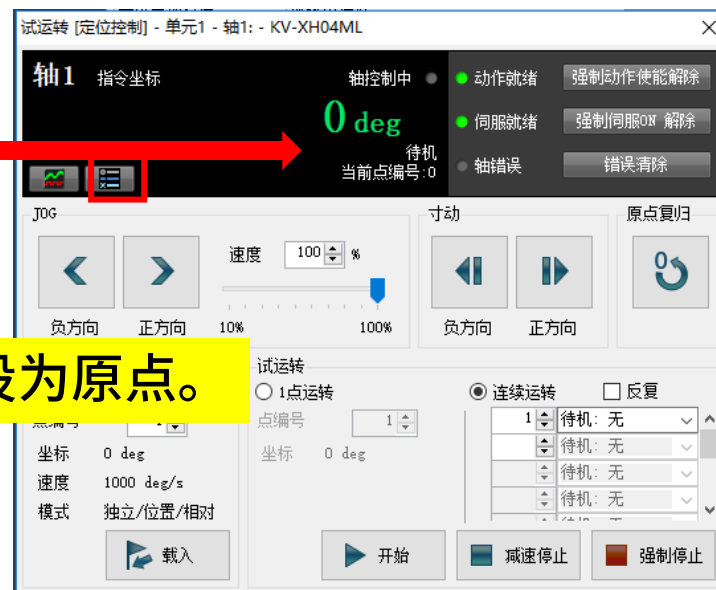 试运转 [定位控制] - 单元1 - 轴1: - KV-XH04ML
轴1 指令坐标 轴控制中
动作就绪 强制动作使能解除
0 deg
伺服就绪 强制伺服ON 解除
待机
当前点编号:0
轴错误 错误清除
JOG
寸动
原点复归
速度 100 %
负方向 正方向 10% 100%
负方向 正方向
设为原点。
试运转
1点运转
连续运转 反复
点编号 1
点编号 1
1 待机: 无
坐标 0 deg
坐标 0 deg
待机: 无
速度 1000 deg/s
待机: 无
模式 独立/位置/相对
待机: 无
载入
开始
减速停止
强制停止